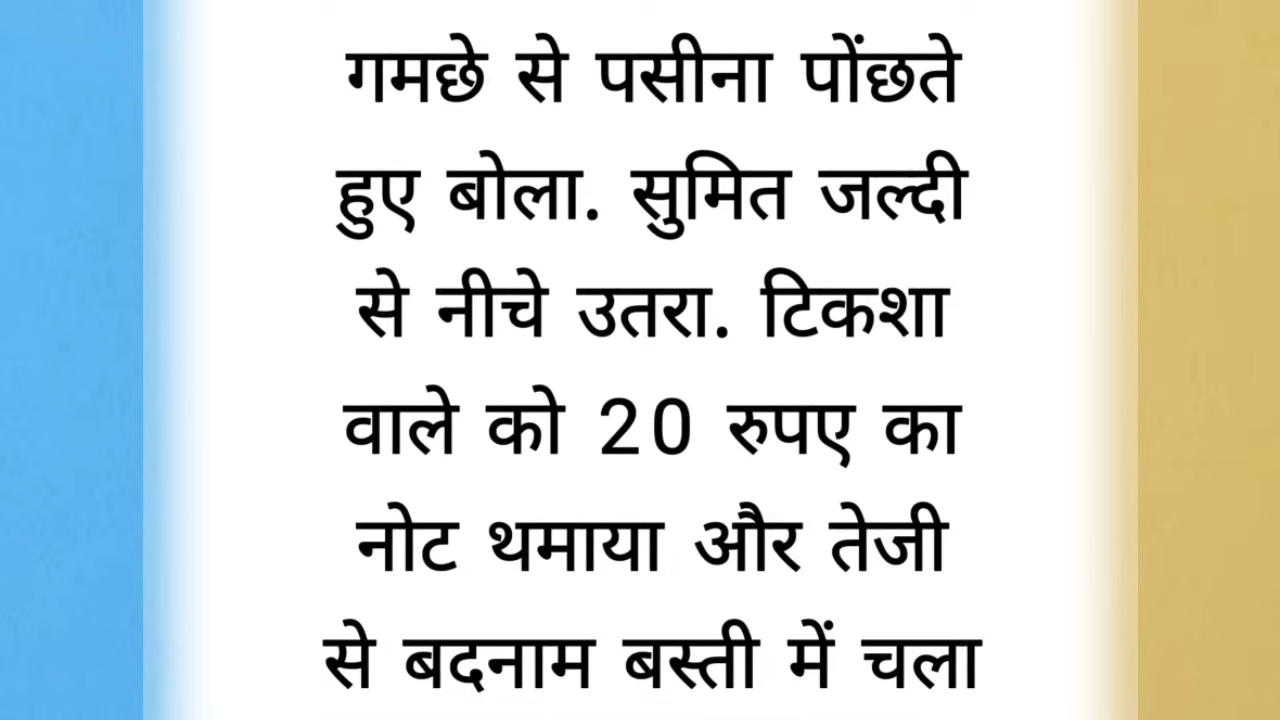 गमछे से पसीना पोंछते
हुए बोला. सुमित जल्दी
से नीचे उतरा. टिकशा
वाले को 20 रुपए का
नोट थमाया और तेजी
से बदनाम बस्ती में चला